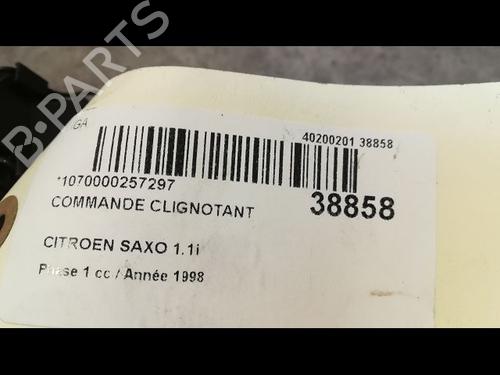 40200201 38858
*1070000257297
COMMANDE CLIGNOTANT
38858
CITROEN SAXO 1.1i
Phase 1 cc / Année 1998
B-PARTS